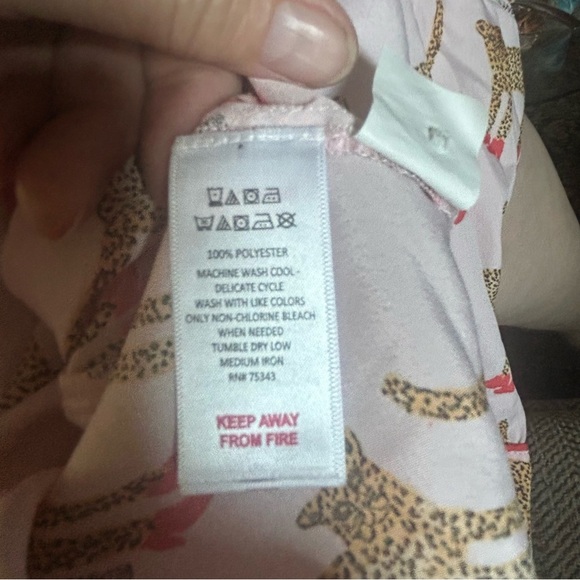 100% POLYESTER
MACHINE WASH COOL -
DELICATE CYCLE
WASH WITH LIKE COLORS
ONLY NON-CHLORINE BLEACH
WHEN NEEDED
TUMBLE DRY LOW
MEDIUM IRON
RN# 75343
KEEP AWAY
FROM FIRE